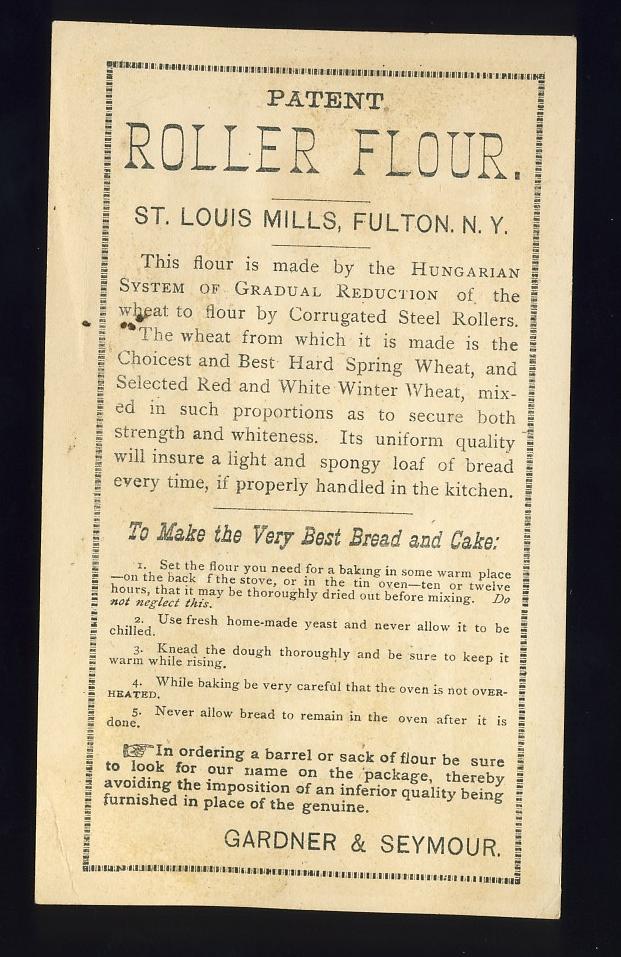 PATENT
ROLLER FLOUR.
ST. LOUIS MILLS, FULTON. N. Y.
This flour is made by the HUNGARIAN
SYSTEM OF GRADUAL REDUCTION of the
wheat to flour by Corrugated Steel Rollers.
The wheat from which it is made is the
Choicest and Best Hard Spring Wheat, and
Selected Red and White Winter Wheat, mix-
ed in such proportions as to secure both
strength and whiteness. Its uniform quality
will insure a light and spongy loaf of bread
every time, if properly handled in the kitchen.
To Make the Very Best Bread and Cake:
1. Set the flour you need for a baking in some warm place
—on the back f the stove, or in the tin oven—ten or twelve
hours, that it may be thoroughly dried out before mixing. Do
not neglect this.
2. Use fresh home-made yeast and never allow it to be
chilled.
3. Knead the dough thoroughly and be sure to keep it
warm while rising.
4. While baking be very careful that the oven is not OVER-
HEATED.
5. Never allow bread to remain in the oven after it is
done.
☞ In ordering a barrel or sack of flour be sure
to look for our name on the package, thereby
avoiding the imposition of an inferior quality being
furnished in place of the genuine.
GARDNER & SEYMOUR.